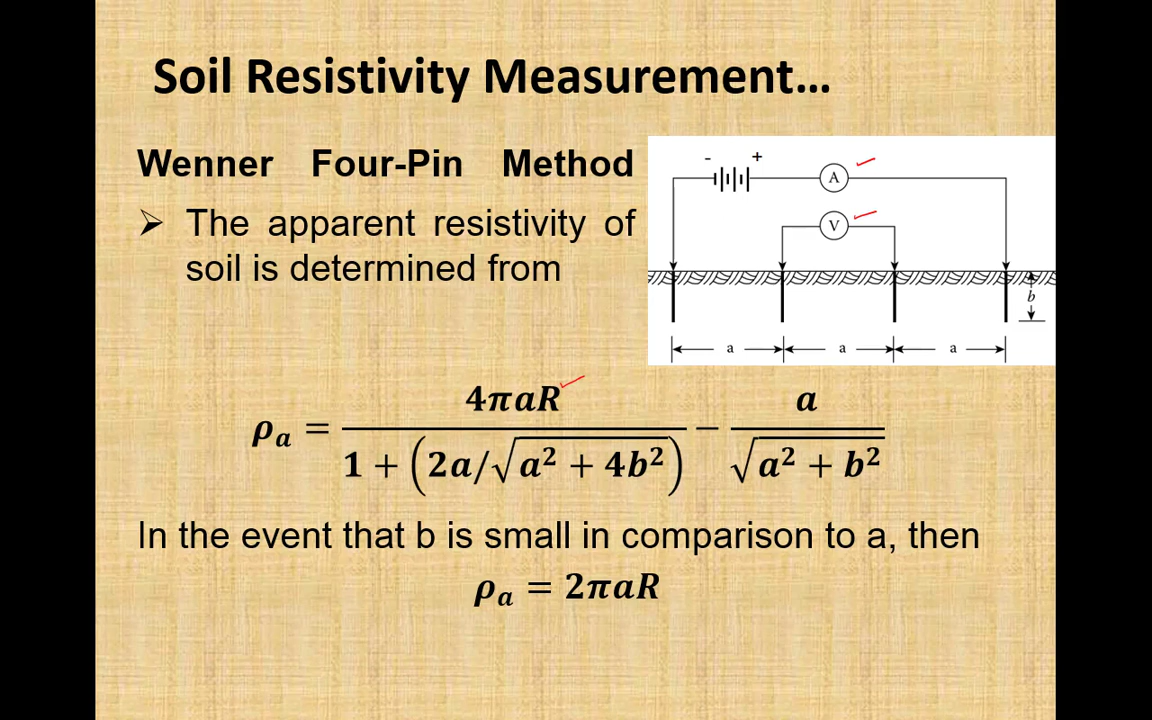 Soil Resistivity Measurement...
Wenner Four-Pin Method
➢ The apparent resistivity of
soil is determined from
- +
A
V
b
a a a
ρₐ = 4πaR / (1 + (2a/√(a² + 4b²))) − a / √(a² + b²)
In the event that b is small in comparison to a, then
ρₐ = 2πaR